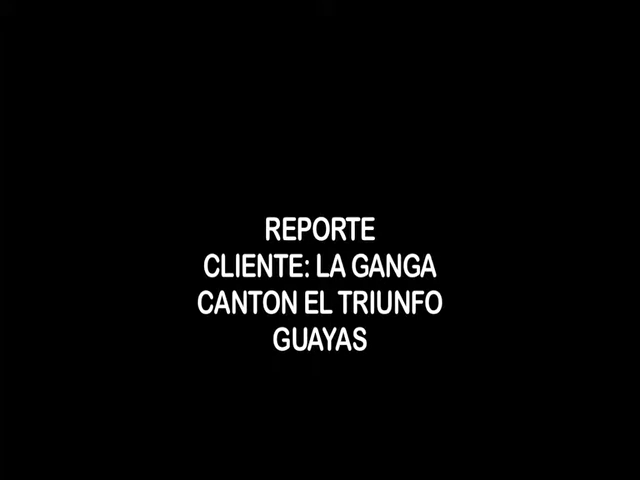 REPORTE
CLIENTE: LA GANGA
CANTON EL TRIUNFO
GUAYAS